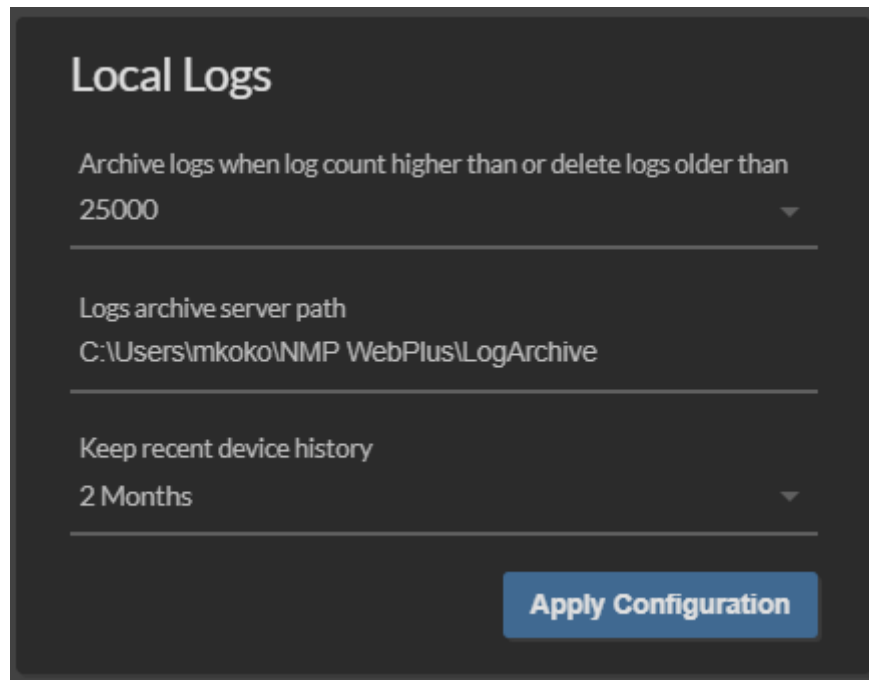 Local Logs
Archive logs when log count higher than or delete logs older than
25000
Logs archive server path
C:\Users\mkoko\NMP WebPlus\LogArchive
Keep recent device history
2 Months
Apply Configuration